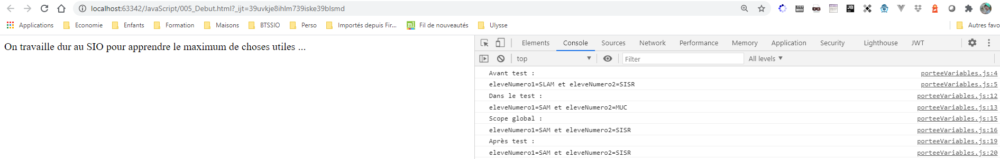 localhost:63342/JavaScript/005_Debut.html?_ijt=39uvkje8ihlm739iske39blsmd
Applications Economie Enfants Formation Maisons BTSSIO Perso Importés depuis Fir... Fil de nouveautés Ulysse Autres favo
On travaille dur au SIO pour apprendre le maximum de choses utiles ...
Elements Console Sources Network Performance Memory Application Security Lighthouse JWT
top Filter All levels
Avant test : porteeVariables.js:4
eleveNumero1=SLAM et eleveNumero2=SISR porteeVariables.js:5
Dans le test : porteeVariables.js:12
eleveNumero1=SAM et eleveNumero2=MUC porteeVariables.js:13
Scope global : porteeVariables.js:15
eleveNumero1=SAM et eleveNumero2=SISR porteeVariables.js:16
Après test : porteeVariables.js:19
eleveNumero1=SAM et eleveNumero2=SISR porteeVariables.js:20